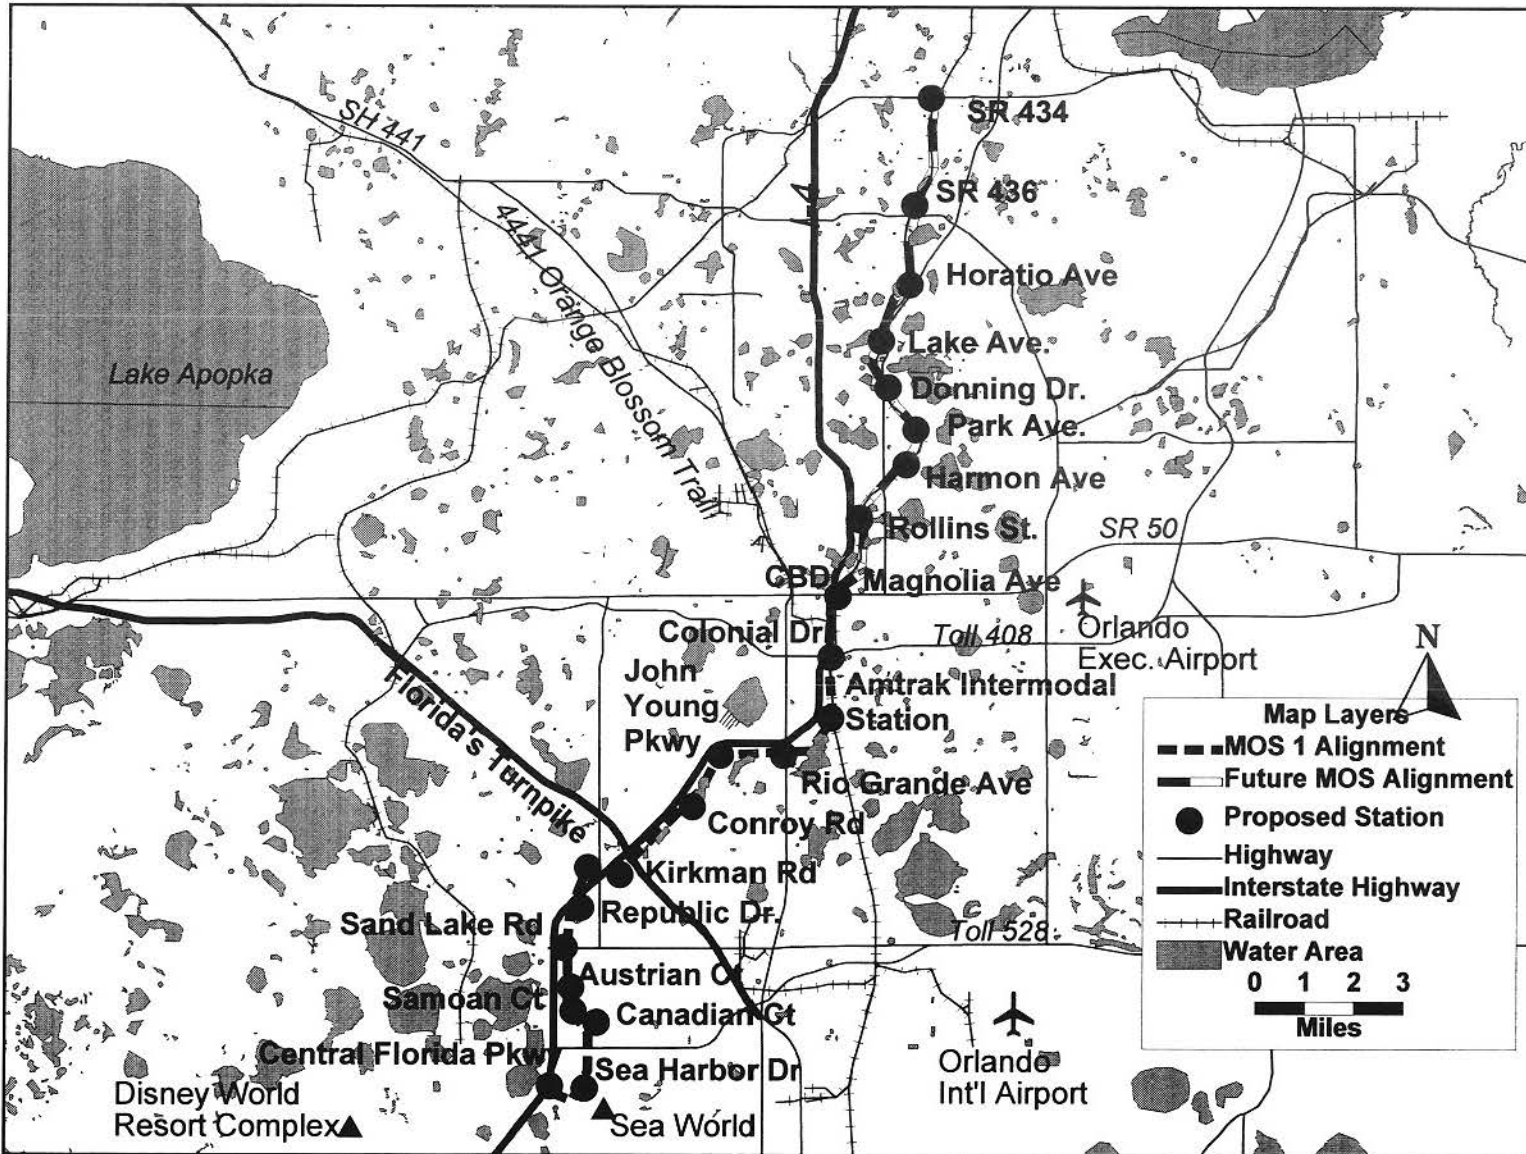 SR 434
SH 441
I-4
SR 436
4441 Orange Blossom Trail
Horatio Ave
Lake Ave.
Lake Apopka
Donning Dr.
Park Ave.
Harmon Ave
Rollins St.
SR 50
CBD
Magnolia Ave
Colonial Dr.
Toll 408
Orlando
Exec. Airport
N
John
Young
Pkwy
Amtrak Intermodal
Station
Florida's Turnpike
Rio Grande Ave
Conroy Rd
Kirkman Rd
Republic Dr.
Sand Lake Rd
Toll 528
Austrian Ct
Samoan Ct
Canadian Ct
Central Florida Pkwy
Sea Harbor Dr
Disney World
Resort Complex
Sea World
Orlando
Int'l Airport
Map Layers
MOS 1 Alignment
Future MOS Alignment
Proposed Station
Highway
Interstate Highway
Railroad
Water Area
0 1 2 3
Miles